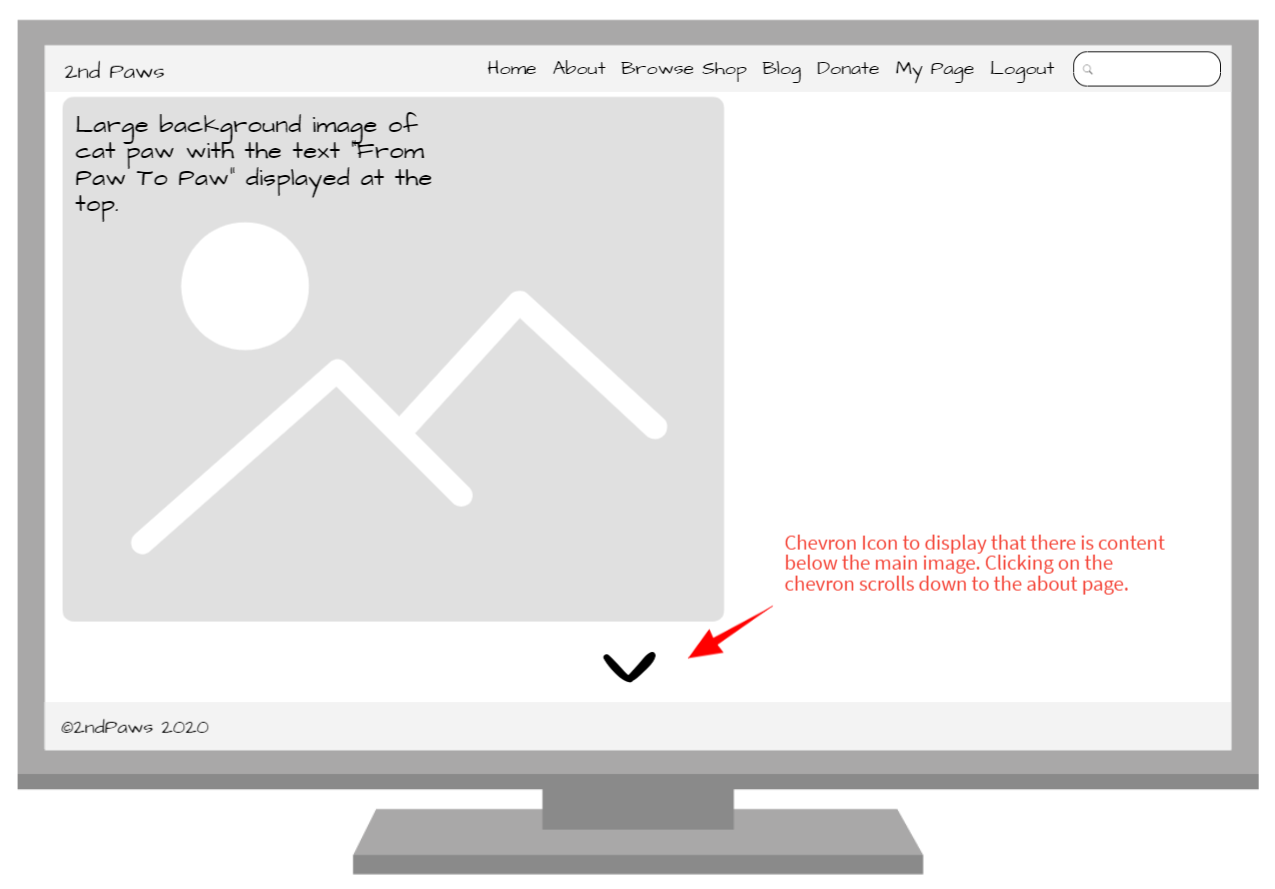 2nd Paws
Home About Browse Shop Blog Donate My Page Logout
Large background image of
cat paw with the text "From
Paw To Paw" displayed at the
top.
Chevron Icon to display that there is content
below the main image. Clicking on the
chevron scrolls down to the about page.
©2ndPaws 2020